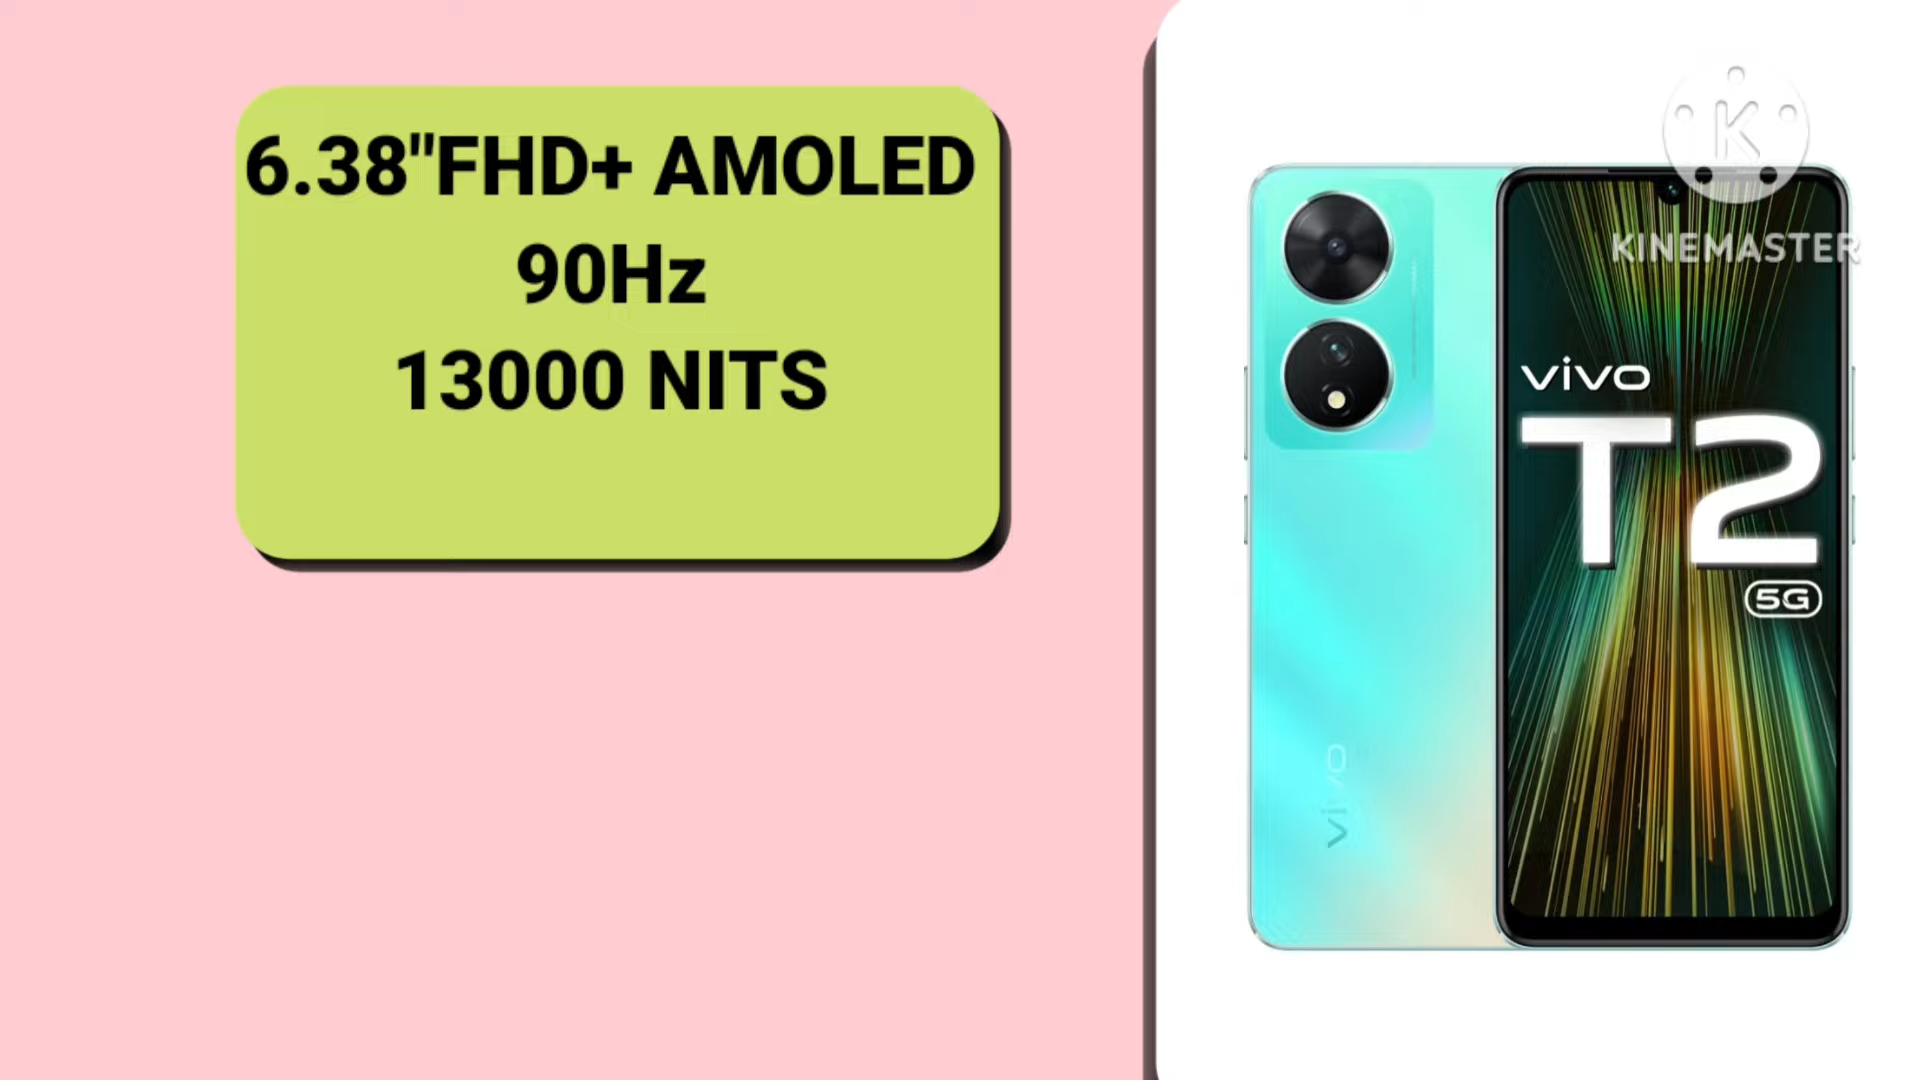 6.38"FHD+ AMOLED
90Hz
13000 NITS
K
KINEMASTER
vivo
T2
5G
vivo